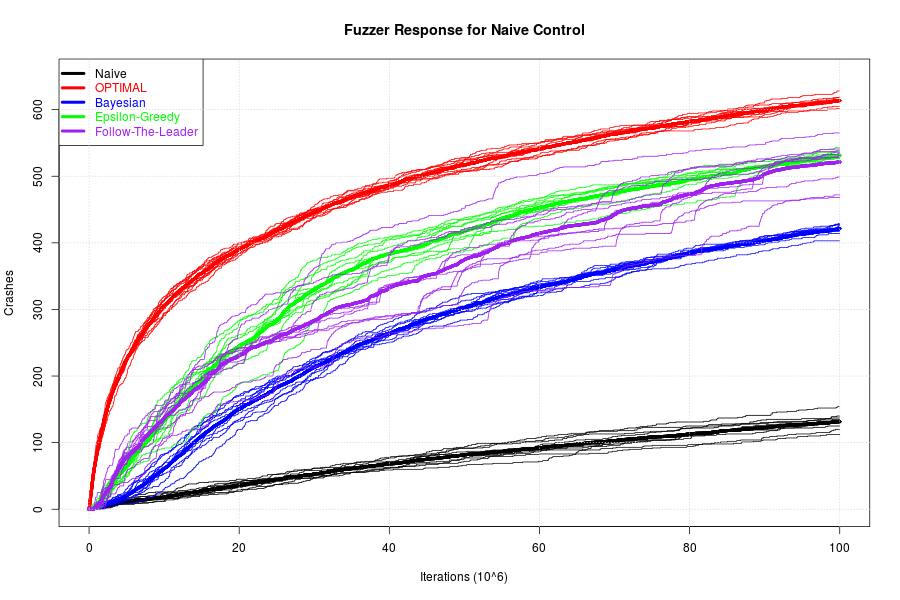 Fuzzer Response for Naive Control
Naive
OPTIMAL
Bayesian
Epsilon-Greedy
Follow-The-Leader
Crashes
600
500
400
300
200
100
0
0 20 40 60 80 100
Iterations (10^6)